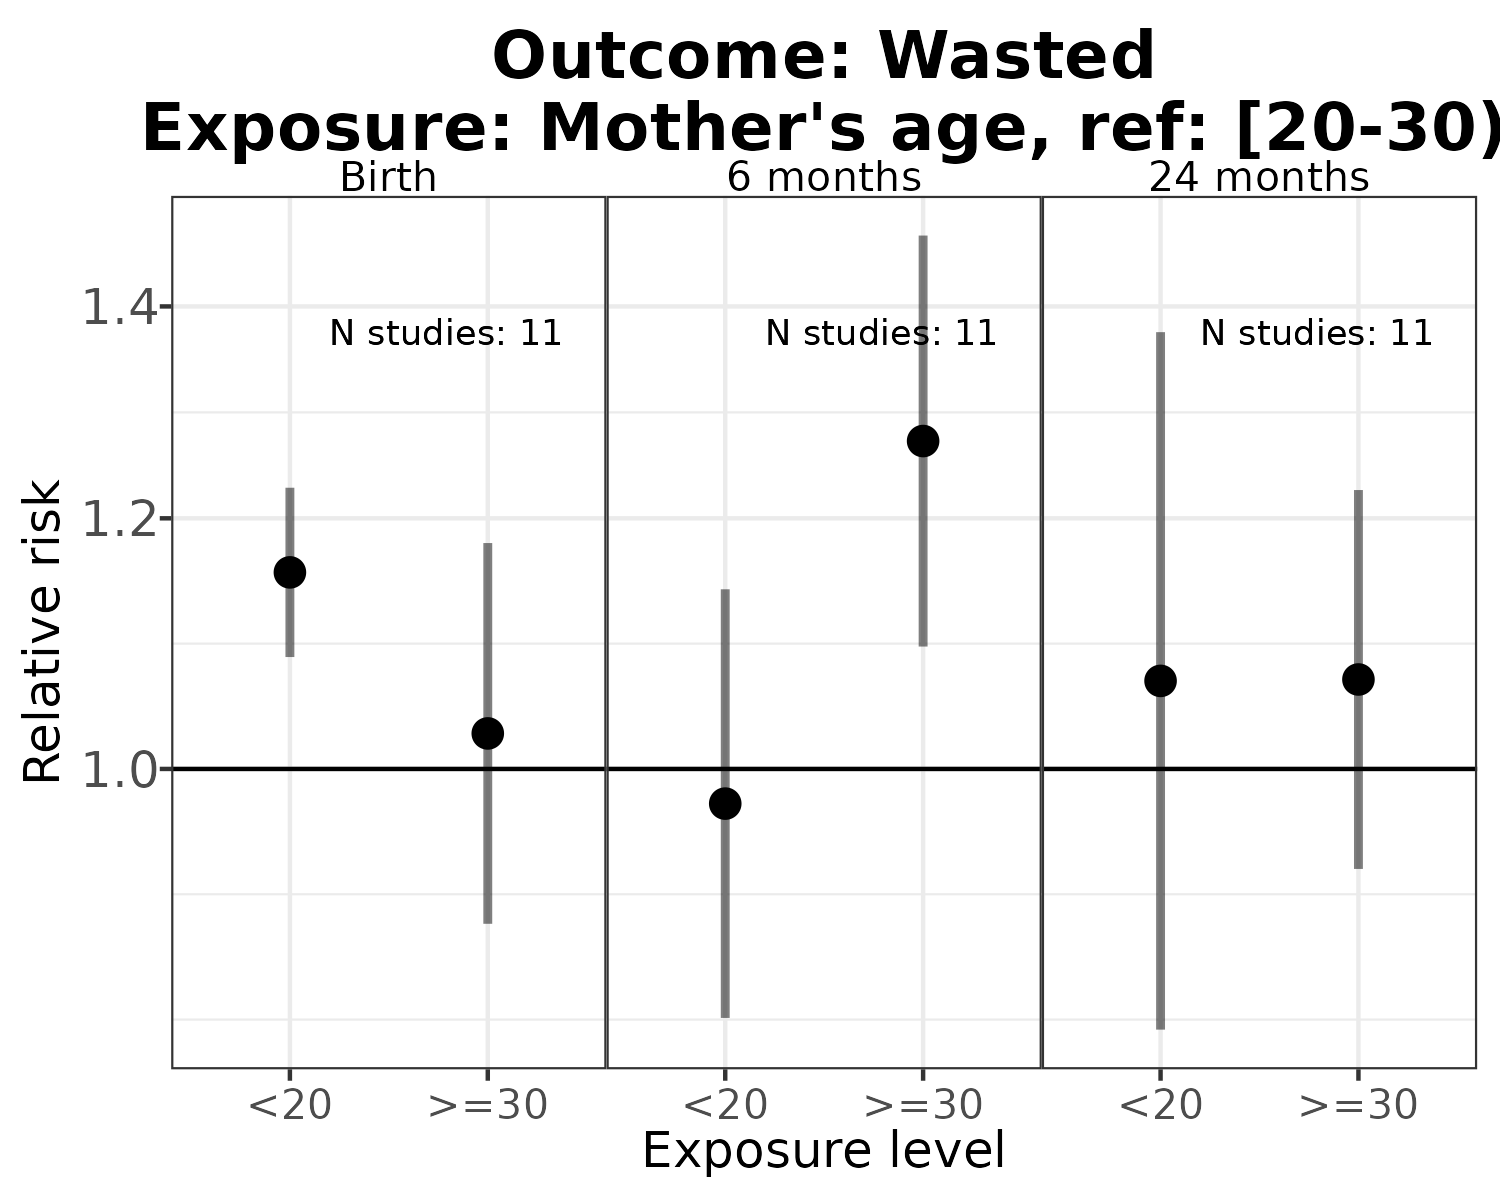 Outcome: Wasted
Exposure: Mother's age, ref: [20-30)
Birth 6 months 24 months
1.4
N studies: 11 N studies: 11 N studies: 11
1.2
1.0
Relative risk
<20 >=30 <20 >=30 <20 >=30
Exposure level